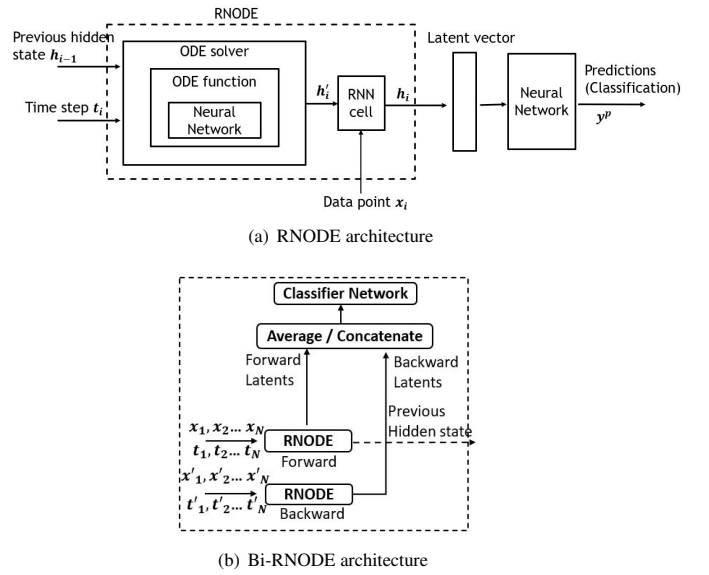 RNODE
Previous hidden
state h_{i−1}
Time step t_i
ODE solver
ODE function
Neural
Network
h'_i
RNN
cell
h_i
Data point x_i
Latent vector
Neural
Network
Predictions
(Classification)
y^p
(a) RNODE architecture
Classifier Network
Average / Concatenate
Forward
Latents
Backward
Latents
Previous
Hidden state
x_1, x_2... x_N
t_1, t_2... t_N
RNODE
Forward
x'_1, x'_2... x'_N
t'_1, t'_2... t'_N
RNODE
Backward
(b) Bi-RNODE architecture